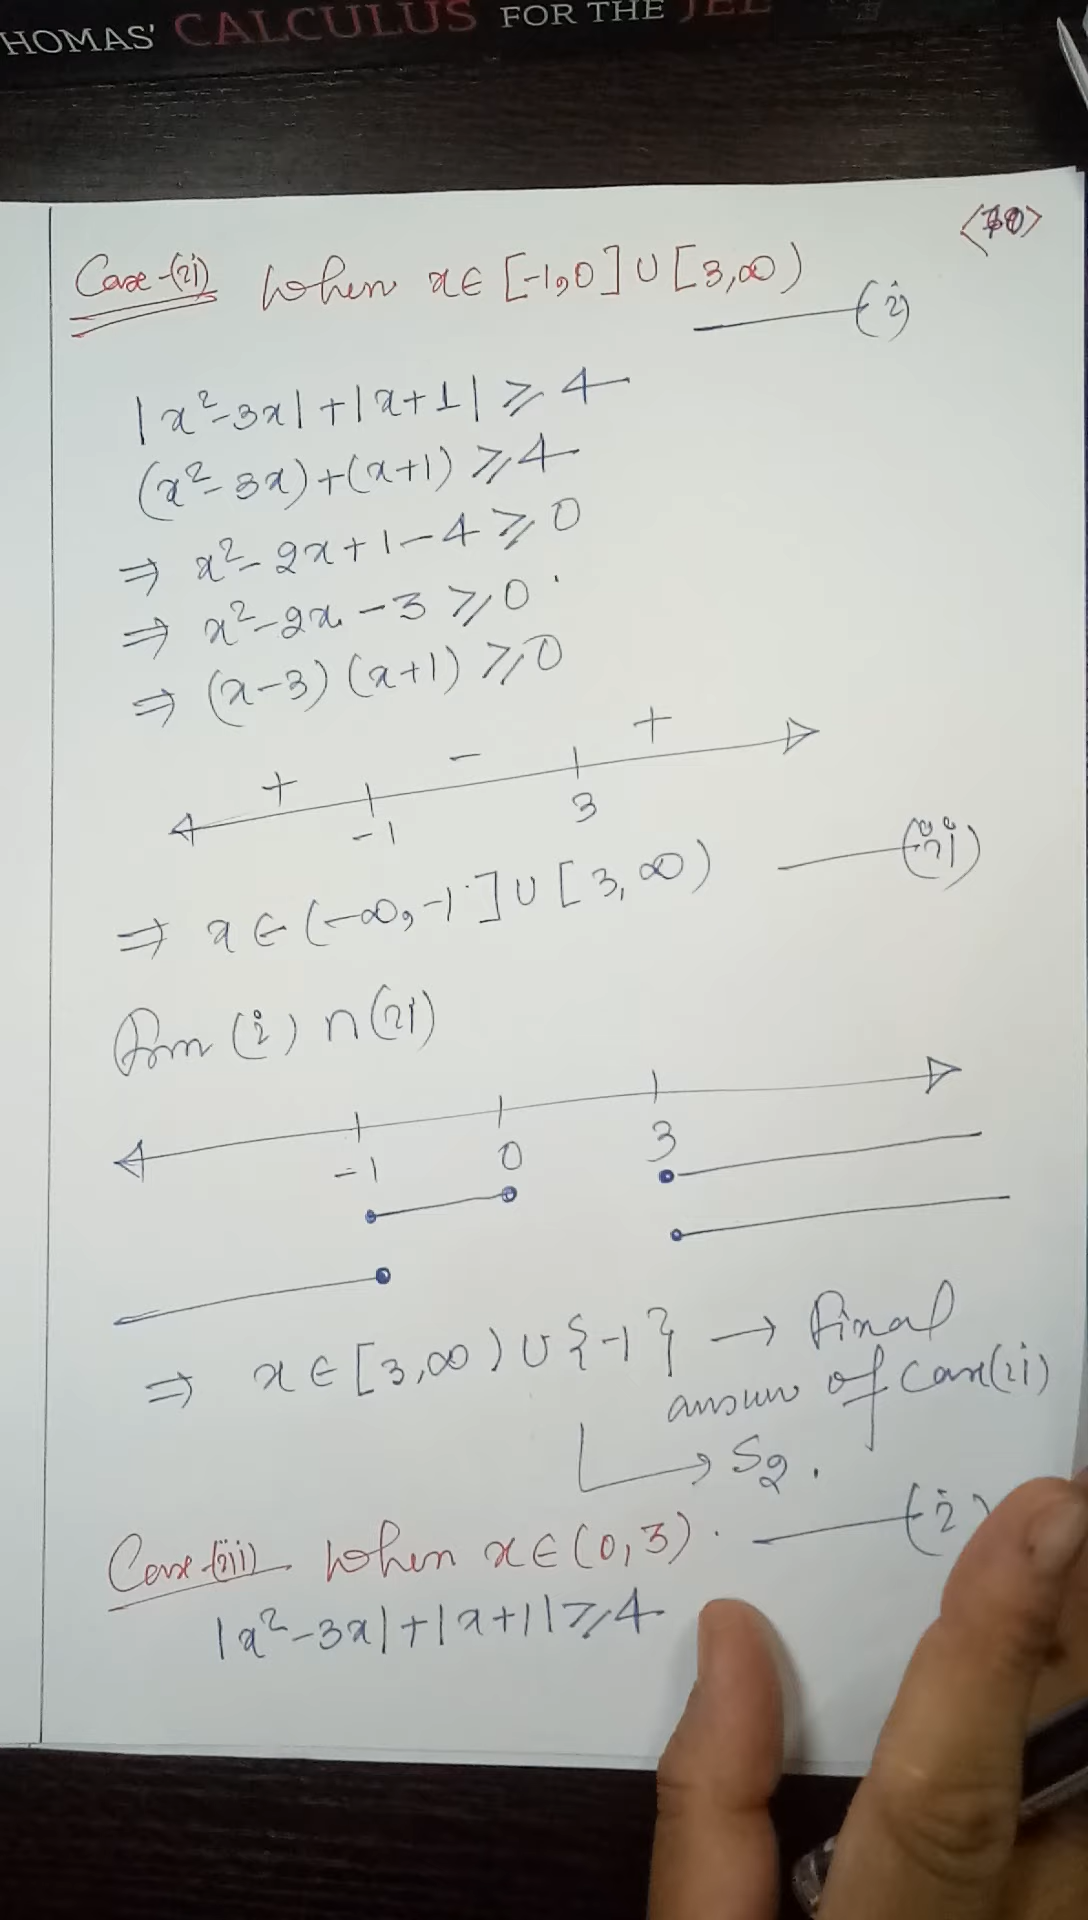 HOMAS' CALCULUS FOR THE JEE
<10>
Case-(ii) When x∈[-1,0]∪[3,∞)
—(i)
|x²-3x|+|x+1|≥4
(x²-3x)+(x+1)≥4
⇒ x²-2x+1-4≥0
⇒ x²-2x-3≥0
⇒ (x-3)(x+1)≥0
+ - +
-1 3
⇒ x∈(-∞,-1]∪[3,∞) —(ii)
from (i) ∩ (ii)
-1 0 3
⇒ x∈[3,∞)∪{-1} → final
answer of case(ii)
→ S₂.
Case-(iii) When x∈(0,3). —(i)
|x²-3x|+|x+1|≥4